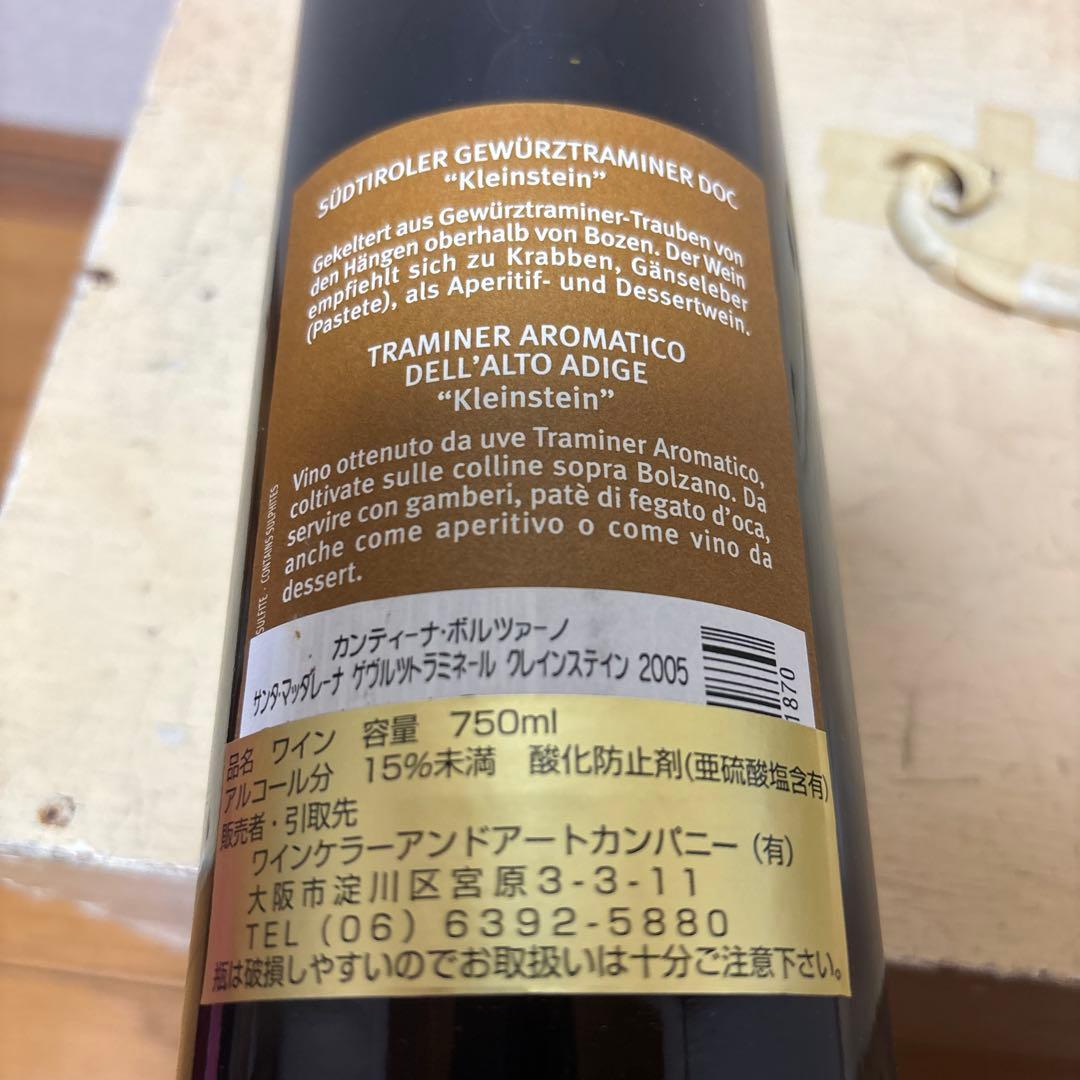 SÜDTIROLER GEWÜRZTRAMINER DOC
“Kleinstein”
Gekeltert aus Gewürztraminer-Trauben von
den Hängen oberhalb von Bozen. Der Wein
empfiehlt sich zu Krabben, Gänseleber
(Pastete), als Aperitif- und Dessertwein.
TRAMINER AROMATICO
DELL’ALTO ADIGE
“Kleinstein”
Vino ottenuto da uve Traminer Aromatico,
coltivate sulle colline sopra Bolzano. Da
servire con gamberi, patè di fegato d’oca,
anche come aperitivo o come vino da
dessert.
SULFITE · CONTAINS SULPHITES
カンティーナ・ボルツァーノ
サンタ・マッダレーナ ゲヴルツトラミネール クレインステイン 2005
1870
品名 ワイン 容量 750ml
アルコール分 15%未満 酸化防止剤(亜硫酸塩含有)
販売者・引取先
ワインケラーアンドアートカンパニー（有）
大阪市淀川区宮原3-3-11
TEL（06）6392-5880
瓶は破損しやすいのでお取扱いは十分ご注意下さい。